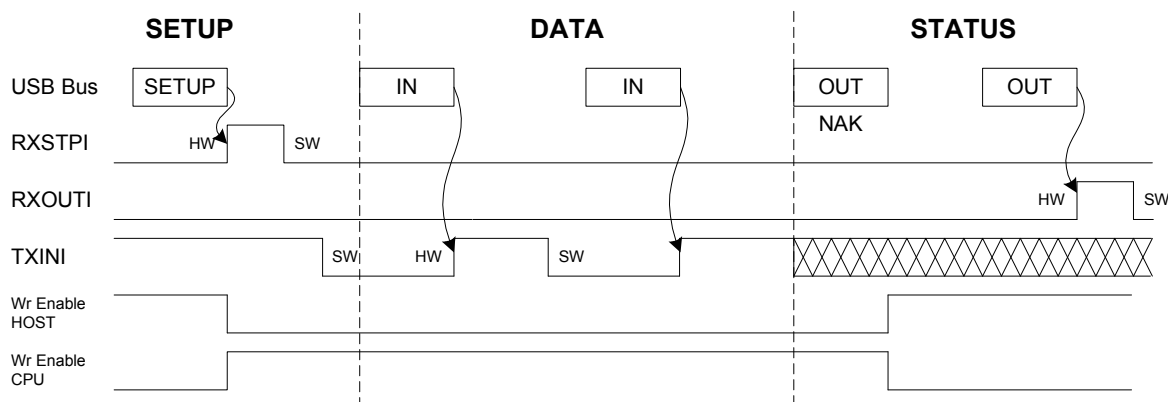 SETUP DATA STATUS
USB Bus SETUP IN IN OUT OUT
NAK
RXSTPI HW SW
RXOUTI HW SW
TXINI SW HW SW
Wr Enable
HOST
Wr Enable
CPU